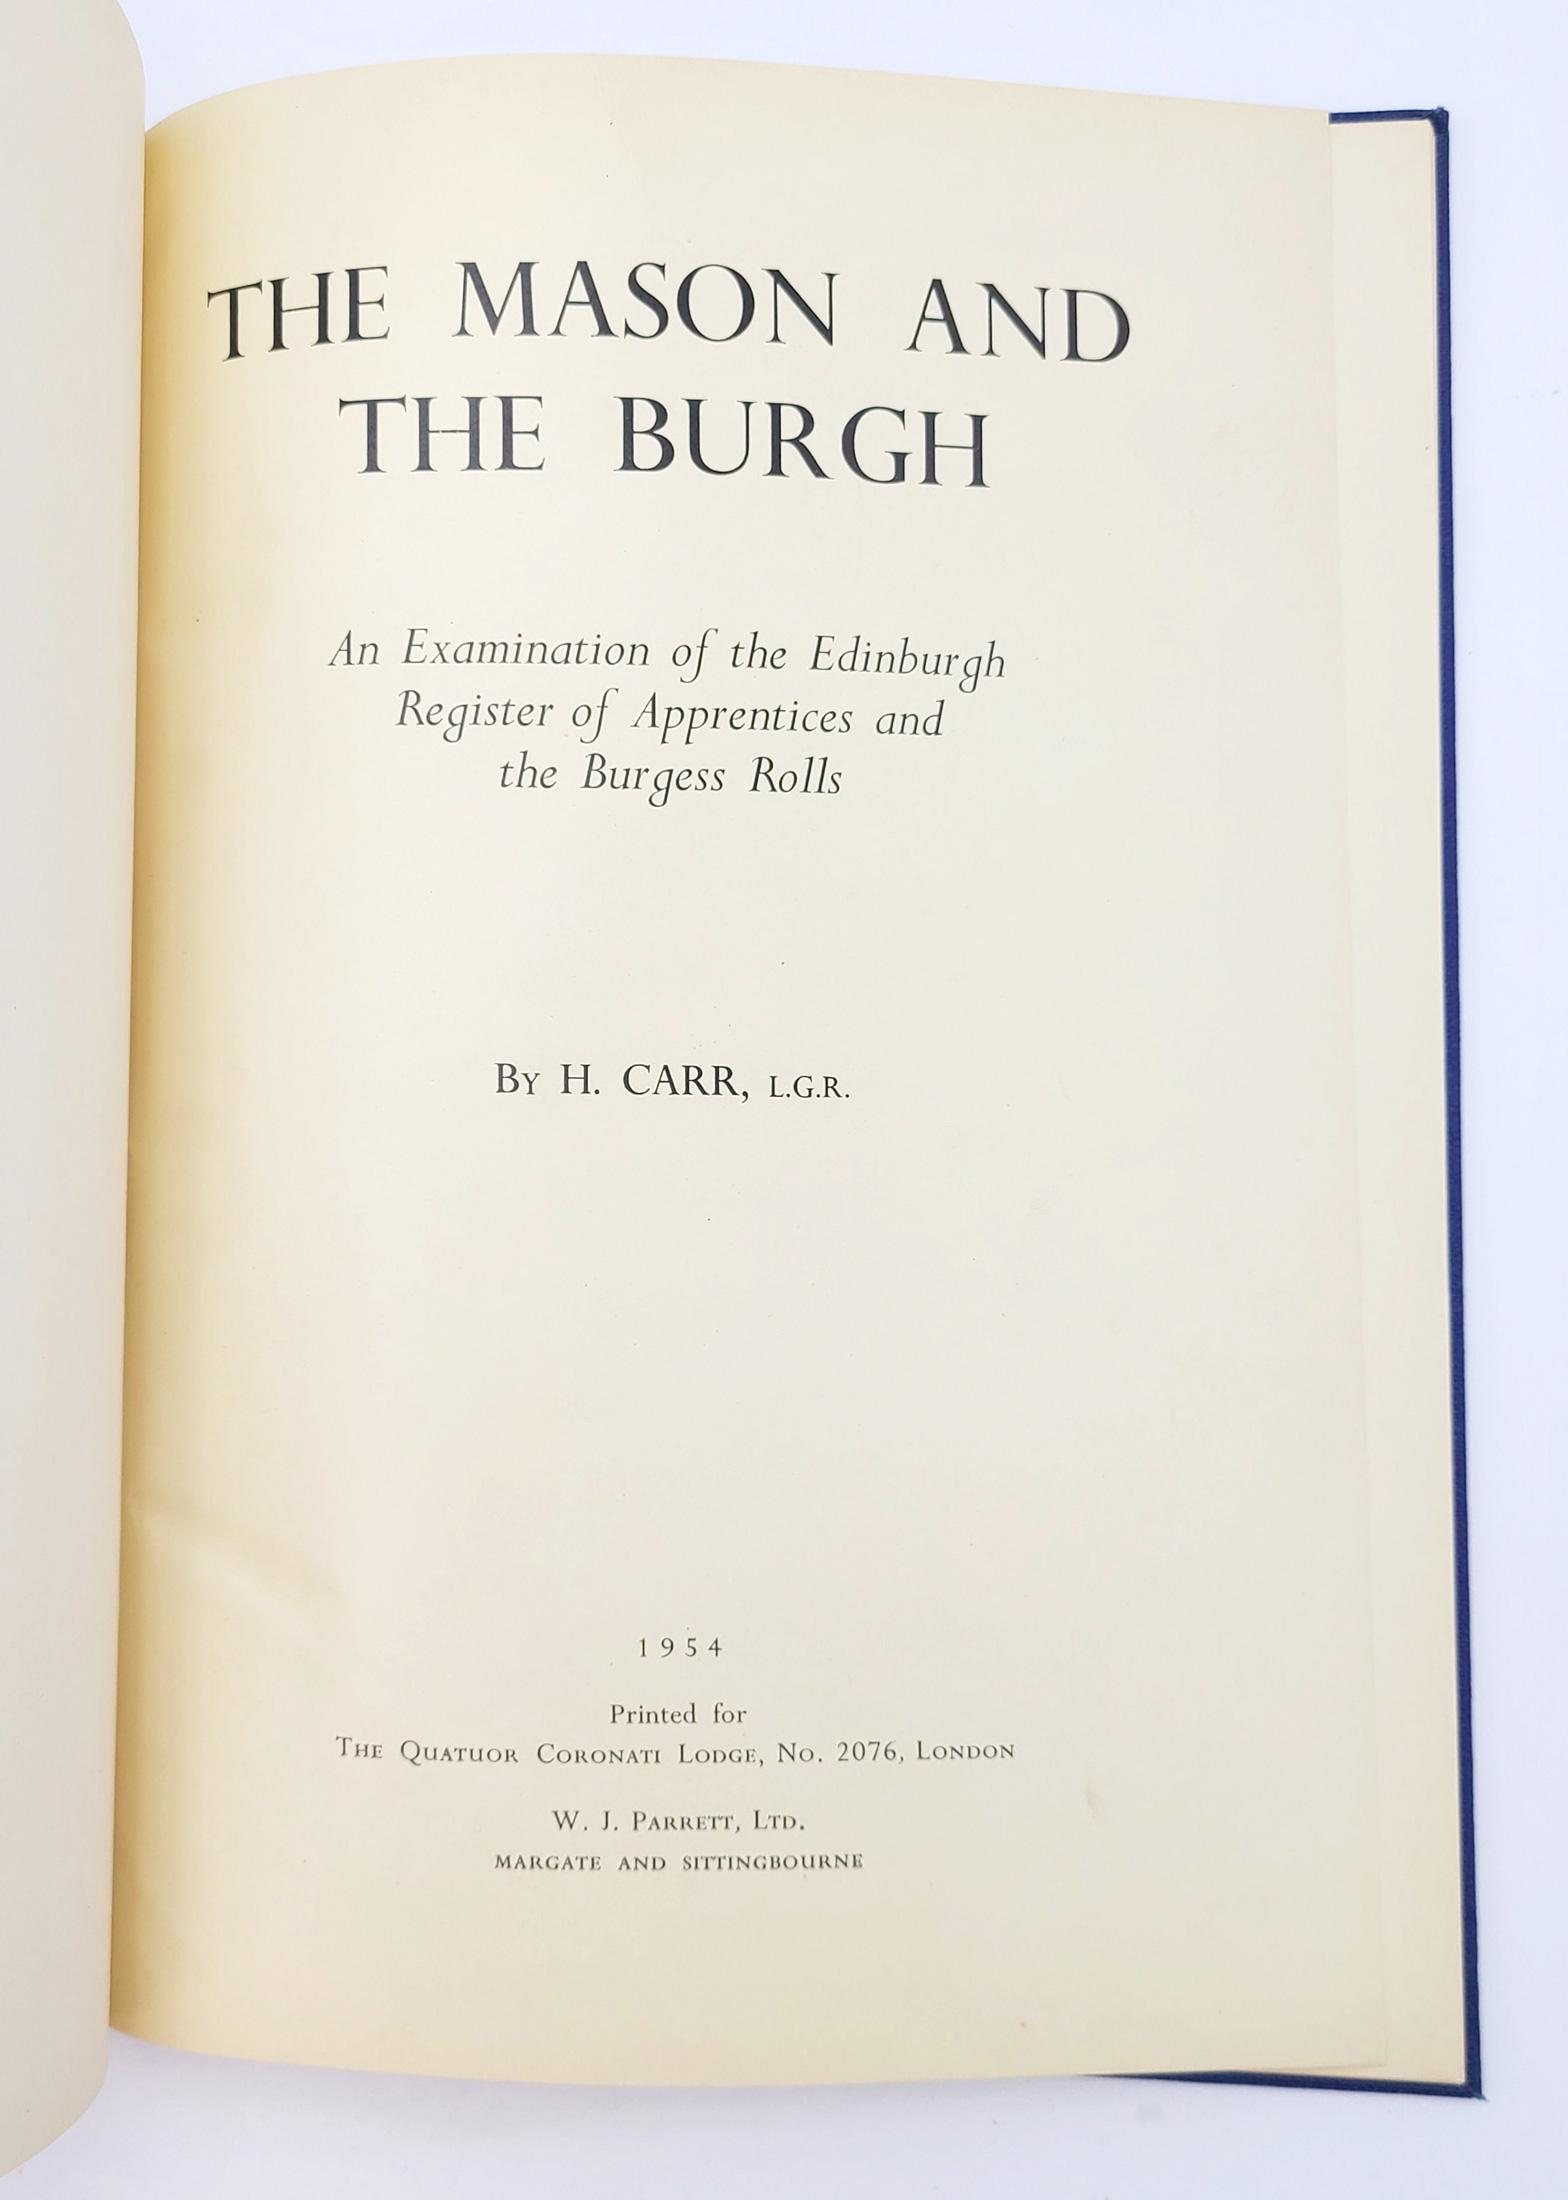 THE MASON AND
THE BURGH
An Examination of the Edinburgh
Register of Apprentices and
the Burgess Rolls
By H. CARR, L.G.R.
1954
Printed for
The Quatuor Coronati Lodge, No. 2076, London
W. J. Parrett, Ltd.
MARGATE AND SITTINGBOURNE